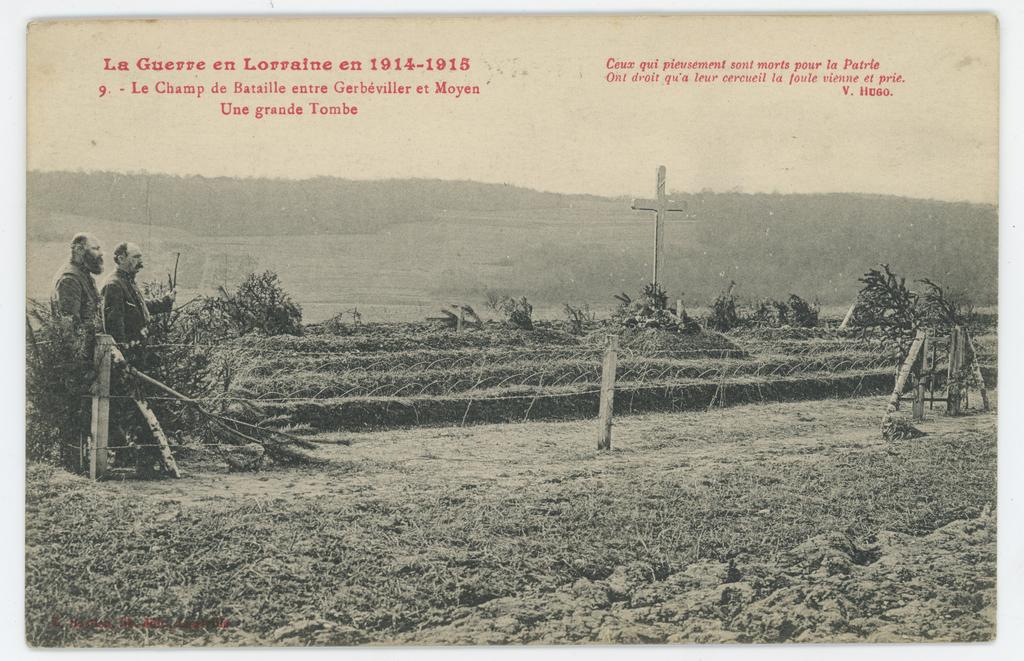 La Guerre en Lorraine en 1914-1915
9. - Le Champ de Bataille entre Gerbéviller et Moyen
Une grande Tombe
Ceux qui pieusement sont morts pour la Patrie
Ont droit qu'a leur cercueil la foule vienne et prie.
V. HUGO.